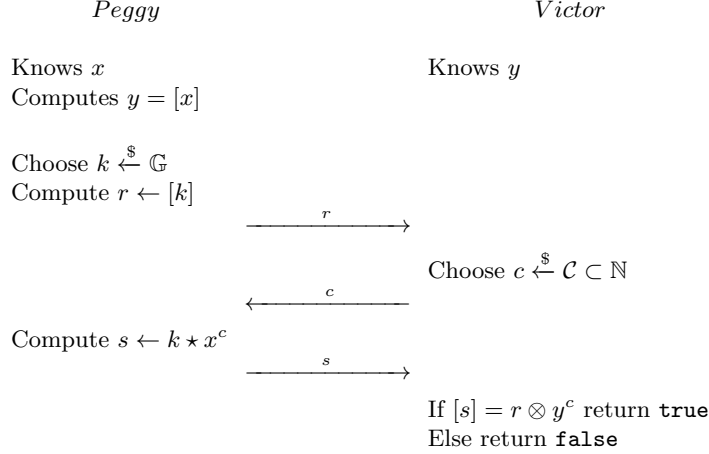 Peggy Victor
Knows x Knows y
Computes y = [x]
Choose k $← 𝔾
Compute r ← [k]
r
Choose c $← 𝒞 ⊂ ℕ
c
Compute s ← k ⋆ x^c
s
If [s] = r ⊗ y^c return true
Else return false